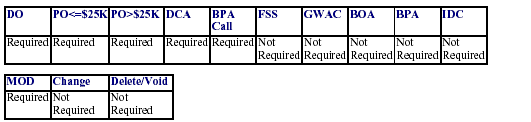 DO PO<=$25K PO>$25K DCA BPA Call FSS GWAC BOA BPA IDC
Required Required Required Required Required Not Required Not Required Not Required Not Required Not Required
MOD Change Delete/Void
Required Not Required Not Required